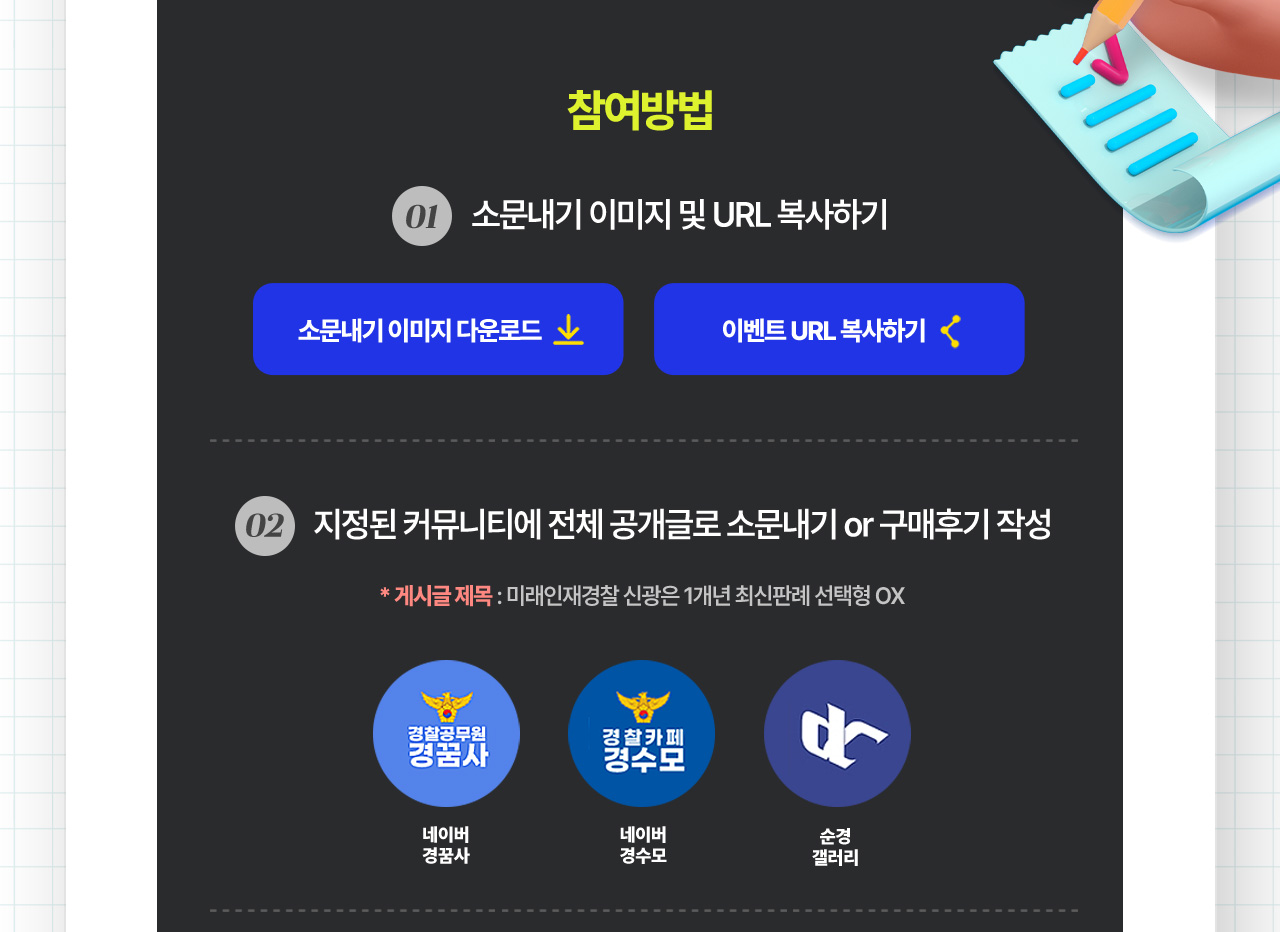 참여방법
01 소문내기 이미지 및 URL 복사하기
소문내기 이미지 다운로드
이벤트 URL 복사하기
02 지정된 커뮤니티에 전체 공개글로 소문내기 or 구매후기 작성
* 게시글 제목 : 미래인재경찰 신광은 1개년 최신판례 선택형 OX
경찰공무원
경꿈사
경찰카페
경수모
dc
네이버
경꿈사
네이버
경수모
순경
갤러리